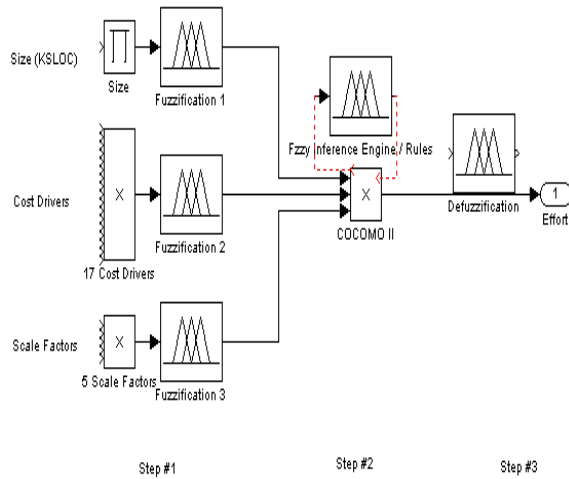 Size (KSLOC)
Size
Fuzzification 1
Fzzy Inference Engine / Rules
Cost Drivers
17 Cost Drivers
Fuzzification 2
COCOMO II
Defuzzification
1
Effort
Scale Factors
5 Scale Factors
Fuzzification 3
Step #1
Step #2
Step #3